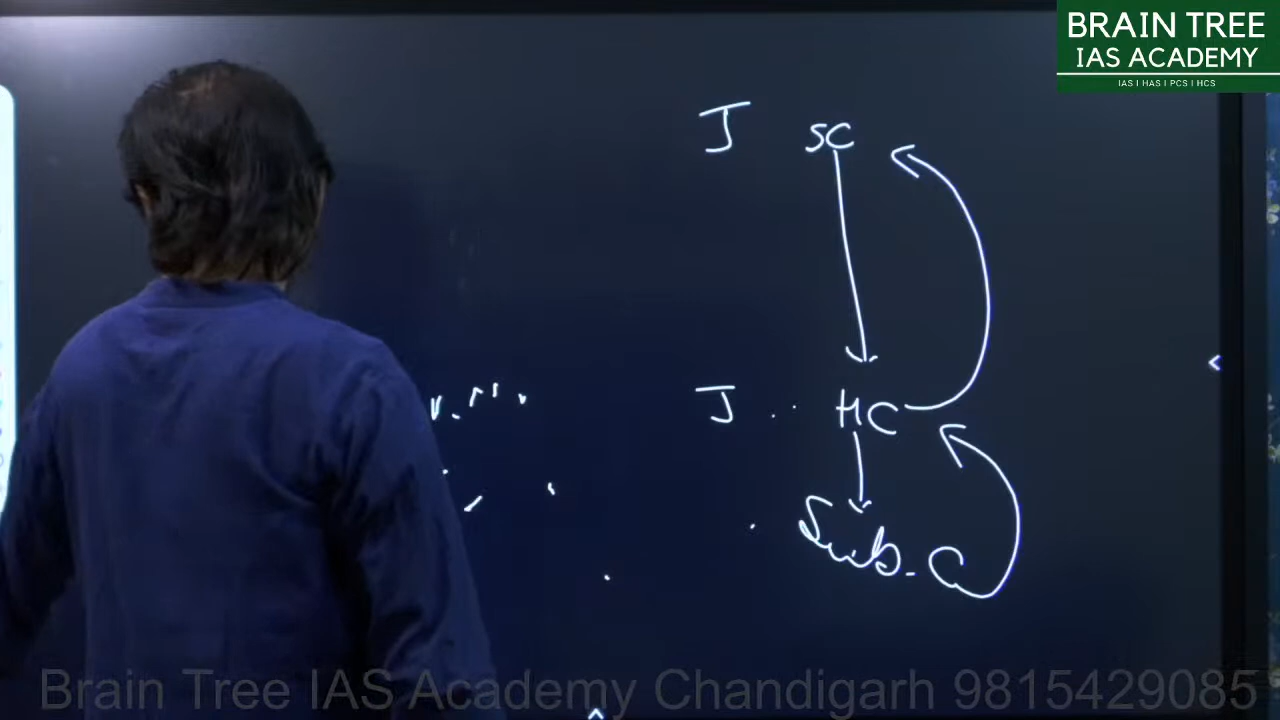 BRAIN TREE
IAS ACADEMY
IAS I HAS I PCS I HCS
J SC
J HC
Sub. C
Brain Tree IAS Academy Chandigarh 9815429085